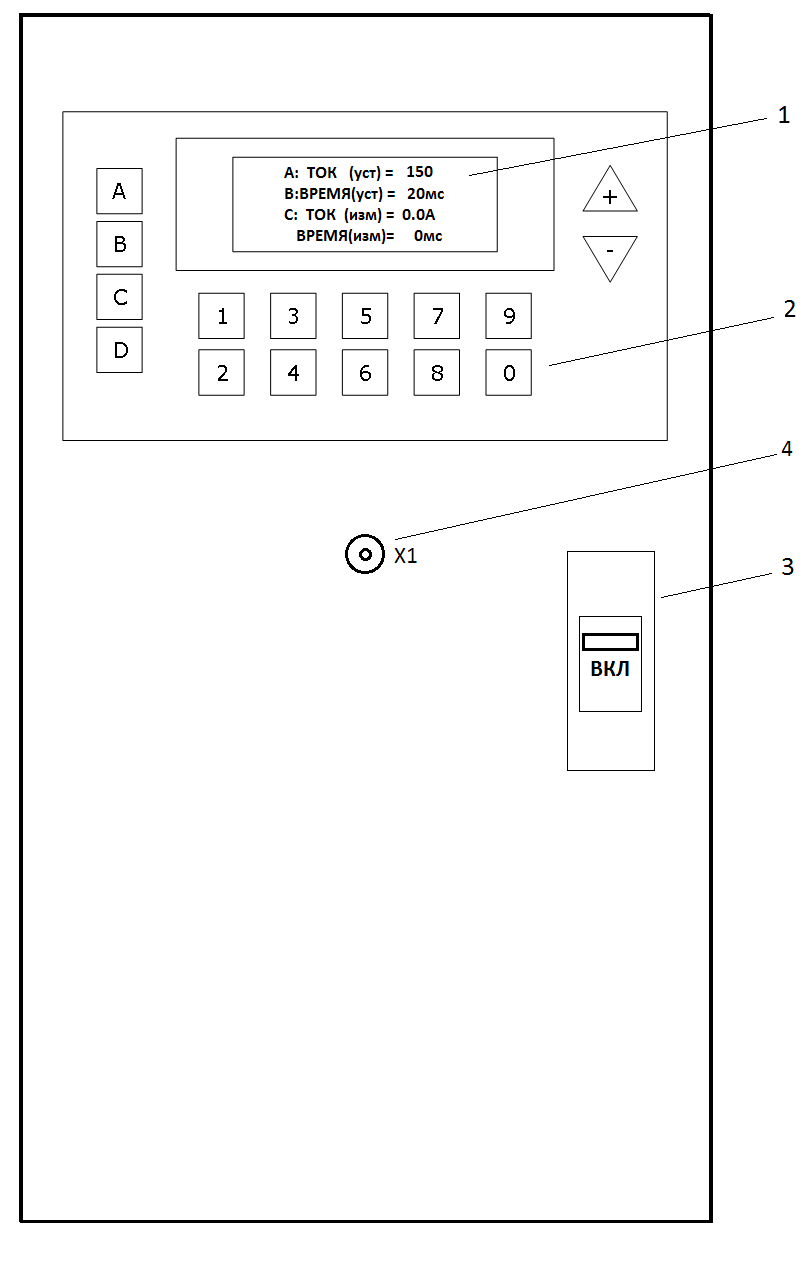 1
A: ТОК (уст) = 150
B:ВРЕМЯ(уст) = 20мс
C: ТОК (изм) = 0.0А
ВРЕМЯ(изм)= 0мс
A
B
C
D
+
-
1 3 5 7 9
2 4 6 8 0
2
4
X1
3
ВКЛ